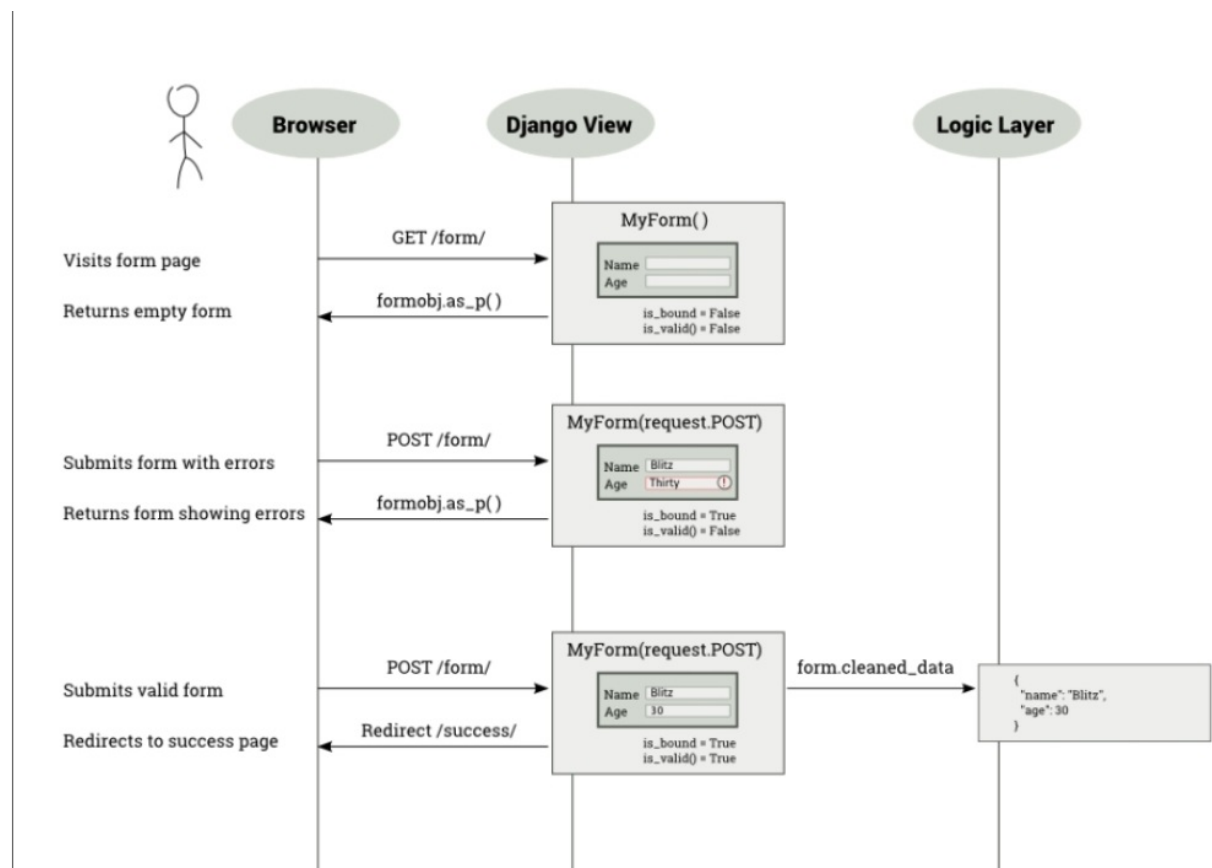 Browser
Django View
Logic Layer
MyForm( )
GET /form/
Visits form page
Name
Age
formobj.as_p( )
Returns empty form
is_bound = False
is_valid() = False
MyForm(request.POST)
POST /form/
Submits form with errors
Name Blitz
Age Thirty !
formobj.as_p( )
Returns form showing errors
is_bound = True
is_valid() = False
MyForm(request.POST)
POST /form/
form.cleaned_data
Submits valid form
Name Blitz
Age 30
{
"name": "Blitz",
"age": 30
}
Redirect /success/
Redirects to success page
is_bound = True
is_valid() = True